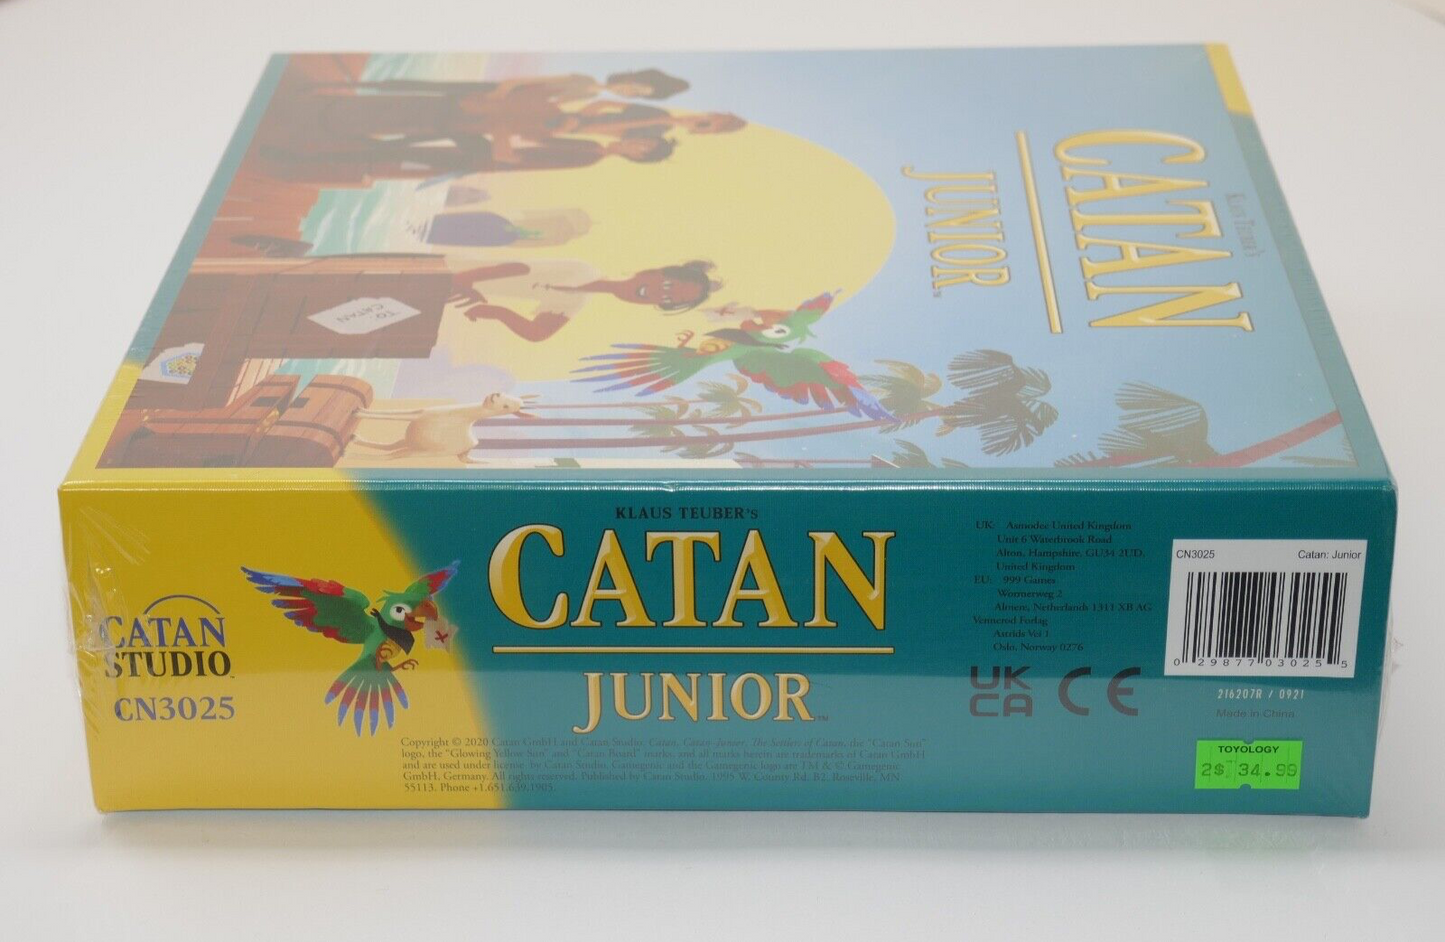 KLAUS TEUBER'S
CATAN
JUNIOR™
TO:
CATAN
CATAN
STUDIO™
CN3025
KLAUS TEUBER'S
CATAN
JUNIOR™
Copyright © 2020 Catan GmbH and Catan Studio. Catan, Catan-Junior, The Settlers of Catan, the "Catan Sun"
logo, the "Glowing Yellow Sun" and "Catan Board" marks, and all marks herein are trademarks of Catan GmbH
and are used under license by Catan Studio. Gamegenic and the Gamegenic logo are TM & © Gamegenic
GmbH, Germany. All rights reserved. Published by Catan Studio, 1995 W. County Rd. B2, Roseville, MN
55113. Phone +1.651.639.1905.
UK: Asmodee United Kingdom
Unit 6 Waterbrook Road
Alton, Hampshire, GU34 2UD,
United Kingdom
EU: 999 Games
Wormerweg 2
Almere, Netherlands 1311 XB AG
Vennerod Forlag
Astrids Vei 1
Oslo, Norway 0276
UK
CA CE
CN3025 Catan: Junior
0 29877 03025 5
216207R / 0921
Made in China
TOYOLOGY
2$ 34.99